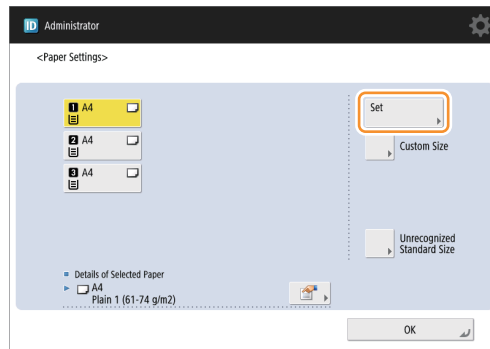 ID Administrator
<Paper Settings>
1 A4
2 A4
3 A4
Set
Custom Size
Unrecognized
Standard Size
Details of Selected Paper
A4
Plain 1 (61-74 g/m2)
OK